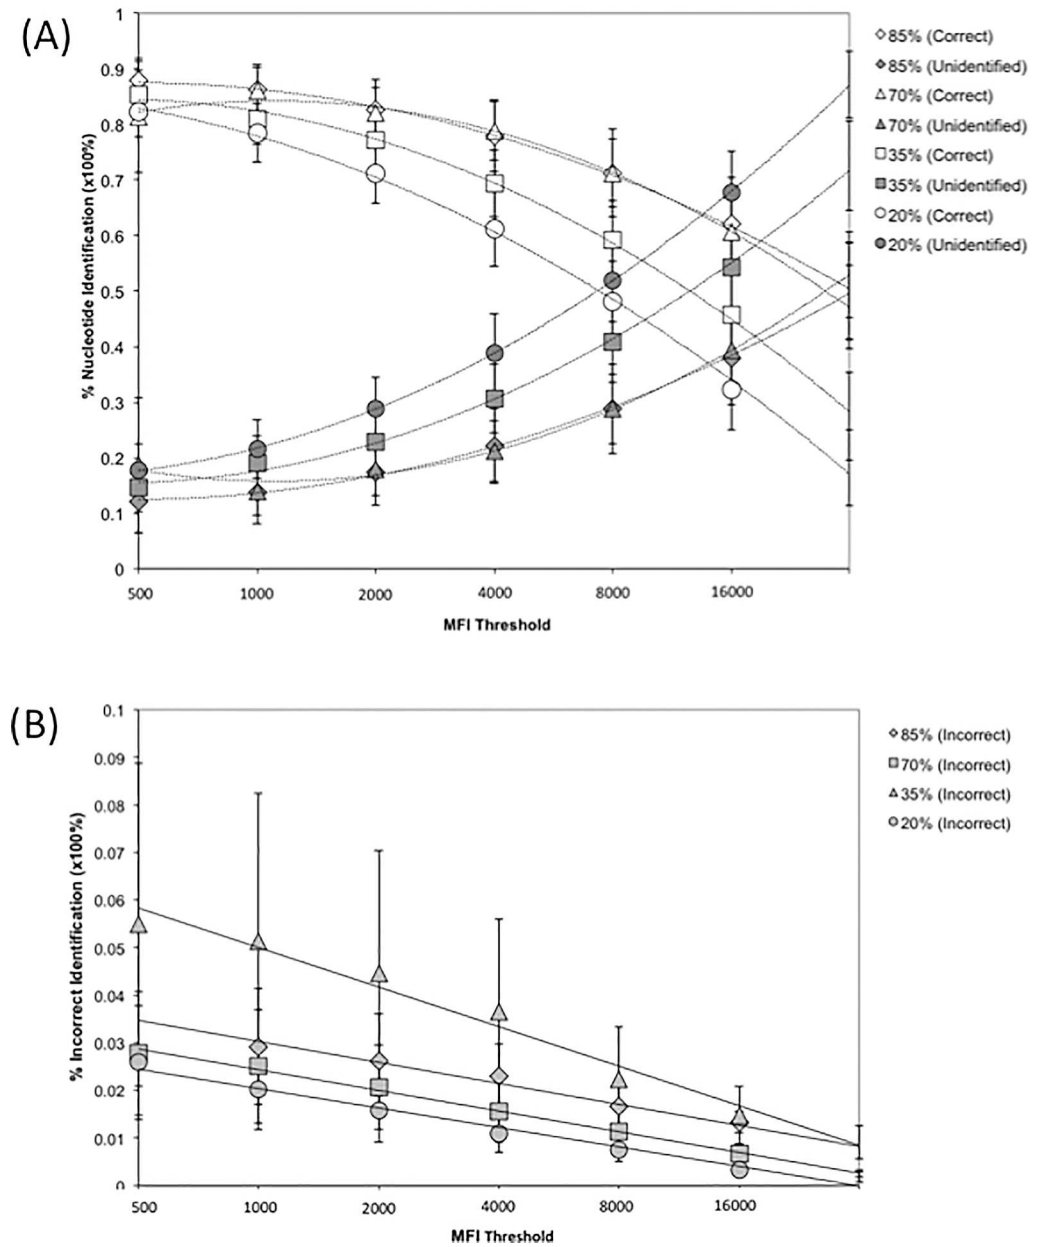 (A)
% Nucleotide Identification (x100%)
1
0.9
0.8
0.7
0.6
0.5
0.4
0.3
0.2
0.1
0
500 1000 2000 4000 8000 16000
MFI Threshold
85% (Correct)
85% (Unidentified)
70% (Correct)
70% (Unidentified)
35% (Correct)
35% (Unidentified)
20% (Correct)
20% (Unidentified)
(B)
% Incorrect Identification (x100%)
0.1
0.09
0.08
0.07
0.06
0.05
0.04
0.03
0.02
0.01
0
500 1000 2000 4000 8000 16000
MFI Threshold
85% (Incorrect)
70% (Incorrect)
35% (Incorrect)
20% (Incorrect)